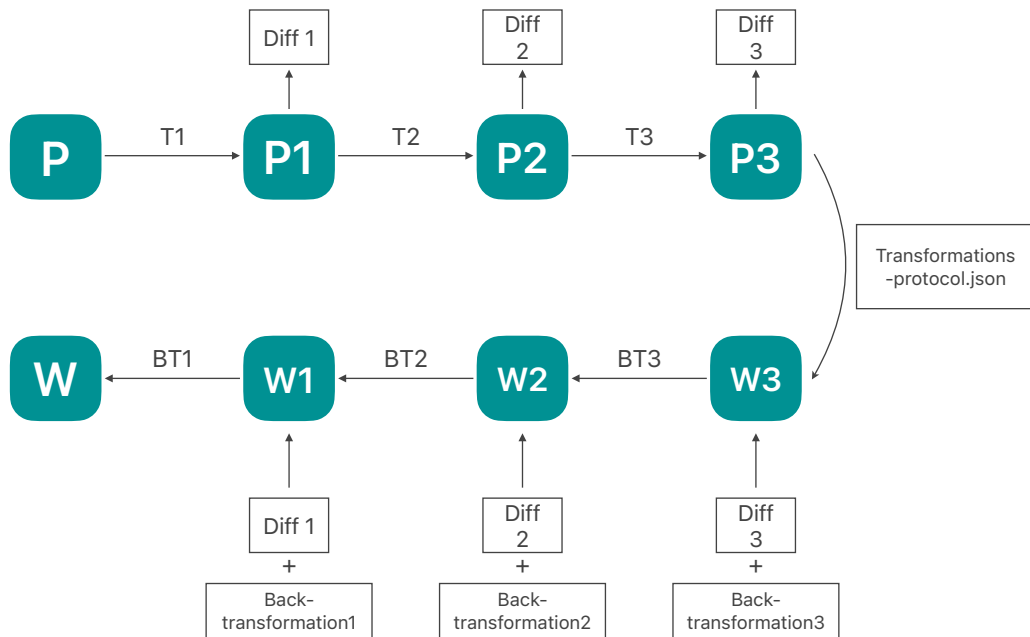 Diff 1
Diff
2
Diff
3
P
T1
P1
T2
P2
T3
P3
Transformations
-protocol.json
W
BT1
W1
BT2
W2
BT3
W3
Diff 1
Diff
2
Diff
3
+
+
+
Back-
transformation1
Back-
transformation2
Back-
transformation3